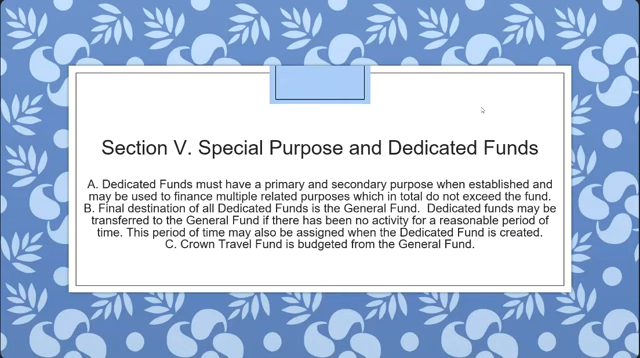 Section V. Special Purpose and Dedicated Funds
A. Dedicated Funds must have a primary and secondary purpose when established and
may be used to finance multiple related purposes which in total do not exceed the fund.
B. Final destination of all Dedicated Funds is the General Fund.  Dedicated funds may be
transferred to the General Fund if there has been no activity for a reasonable period of
time. This period of time may also be assigned when the Dedicated Fund is created.
C. Crown Travel Fund is budgeted from the General Fund.